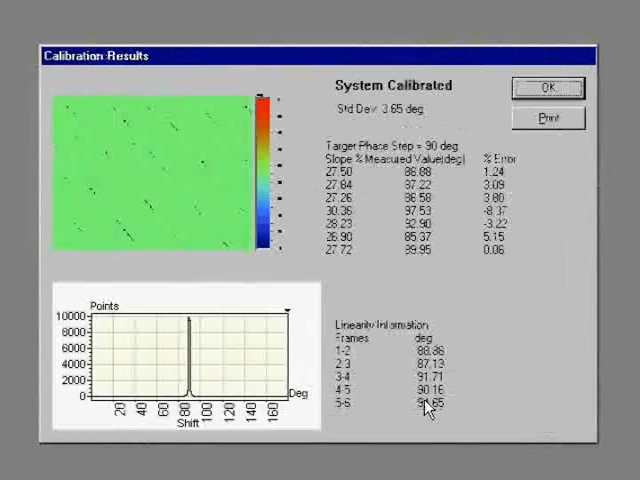 Calibration Results
System Calibrated
OK
Std Dev: 3.65 deg
Print
Target Phase Step = 90 deg
Slope % Measured Value(deg) % Error
27.50 86.88 1.24
27.84 87.22 3.09
27.26 86.58 3.80
30.36 97.53 -8.37
28.23 92.90 -3.22
26.90 85.37 5.15
27.72 89.95 0.06
Points
10000
8000
6000
4000
2000
0
Deg
20 40 60 80 100 120 140 160
Shift
Linearity Information
Frames deg
1-2 88.86
2-3 87.13
3-4 91.71
4-5 90.16
5-6